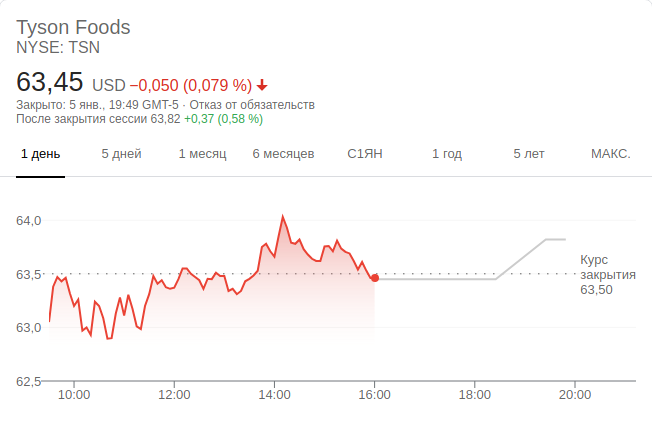 Tyson Foods
NYSE: TSN
63,45 USD −0,050 (0,079 %)
Закрыто: 5 янв., 19:49 GMT-5 · Отказ от обязательств
После закрытия сессии 63,82 +0,37 (0,58 %)
1 день 5 дней 1 месяц 6 месяцев С1ЯН 1 год 5 лет МАКС.
64,0
63,5
63,0
62,5
Курс
закрытия
63,50
10:00 12:00 14:00 16:00 18:00 20:00